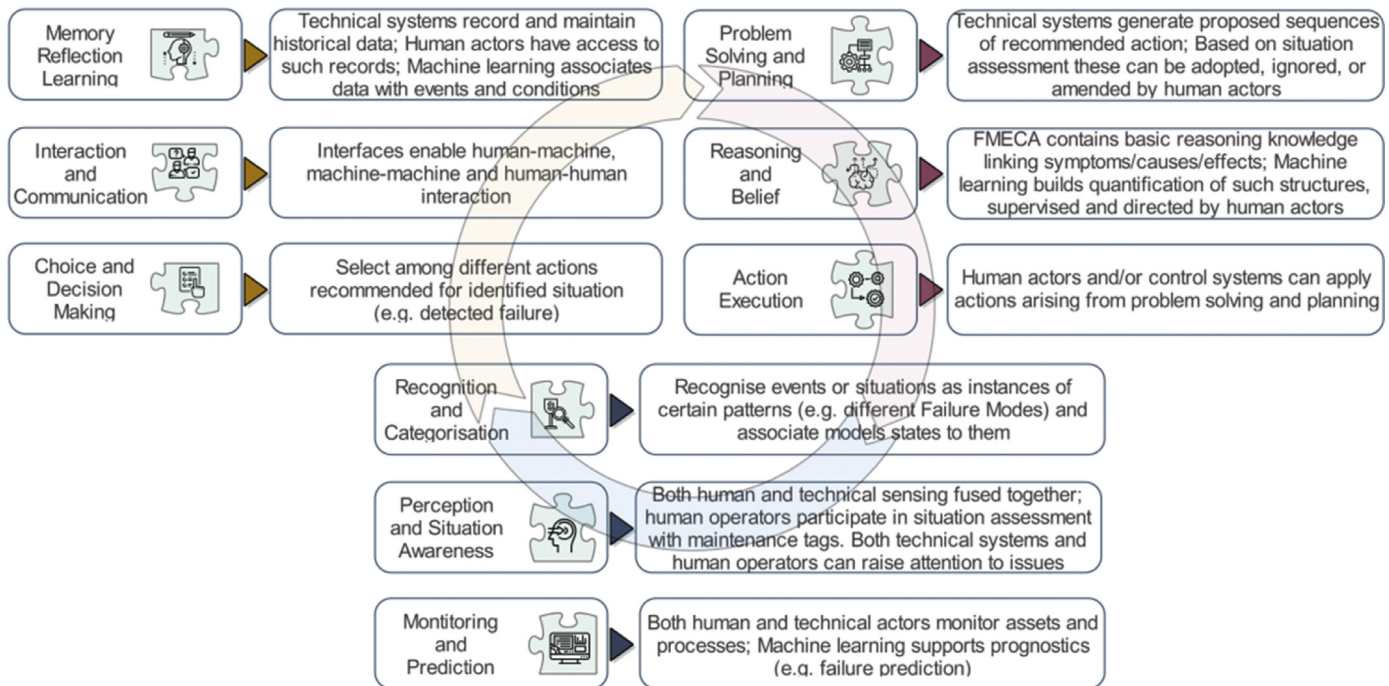 Memory
Reflection
Learning
Technical systems record and maintain
historical data; Human actors have access to
such records; Machine learning associates
data with events and conditions
Problem
Solving and
Planning
Technical systems generate proposed sequences
of recommended action; Based on situation
assessment these can be adopted, ignored, or
amended by human actors
Interaction
and
Communication
Interfaces enable human-machine,
machine-machine and human-human
interaction
Reasoning
and
Belief
FMECA contains basic reasoning knowledge
linking symptoms/causes/effects; Machine
learning builds quantification of such structures,
supervised and directed by human actors
Choice and
Decision
Making
Select among different actions
recommended for identified situation
(e.g. detected failure)
Action
Execution
Human actors and/or control systems can apply
actions arising from problem solving and planning
Recognition
and
Categorisation
Recognise events or situations as instances of
certain patterns (e.g. different Failure Modes) and
associate models states to them
Perception
and Situation
Awareness
Both human and technical sensing fused together;
human operators participate in situation assessment
with maintenance tags. Both technical systems and
human operators can raise attention to issues
Montitoring
and
Prediction
Both human and technical actors monitor assets and
processes; Machine learning supports prognostics
(e.g. failure prediction)